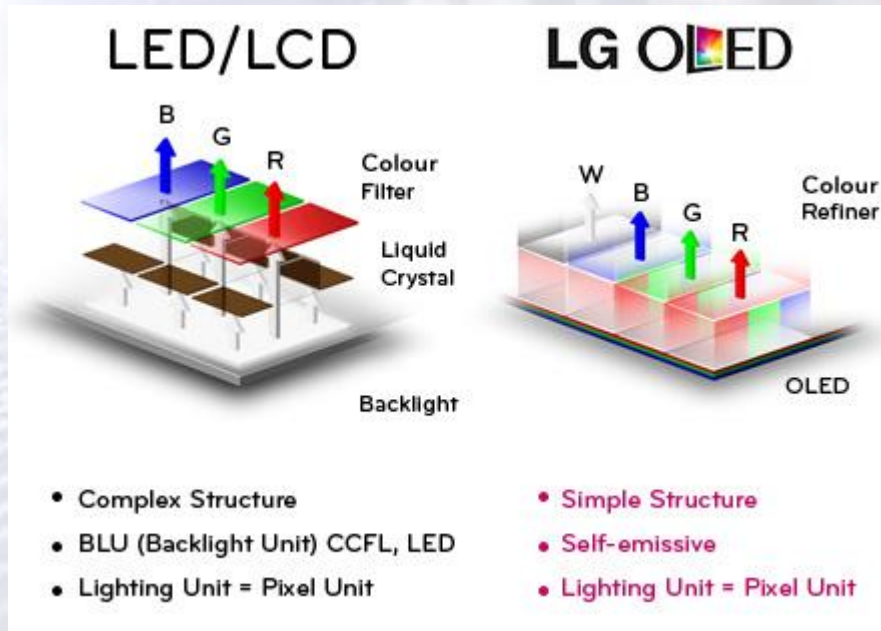 LED/LCD
B
G
R
Colour
Filter
Liquid
Crystal
Backlight
• Complex Structure
• BLU (Backlight Unit) CCFL, LED
• Lighting Unit = Pixel Unit
LG OLED
W
B
G
R
Colour
Refiner
OLED
• Simple Structure
• Self-emissive
• Lighting Unit = Pixel Unit